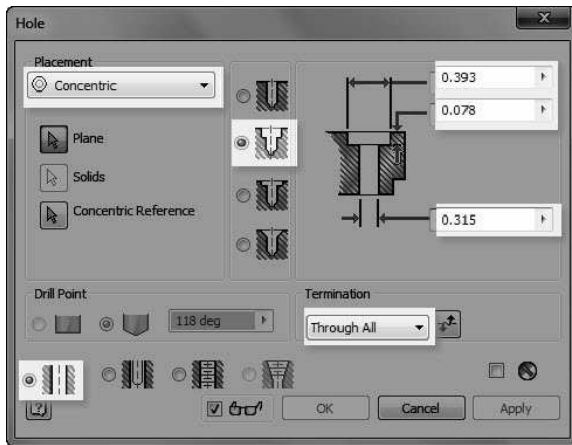 Hole
Placement
Concentric
Plane
Solids
Concentric Reference
0.393
0.078
0.315
Drill Point
118 deg
Termination
Through All
OK
Cancel
Apply